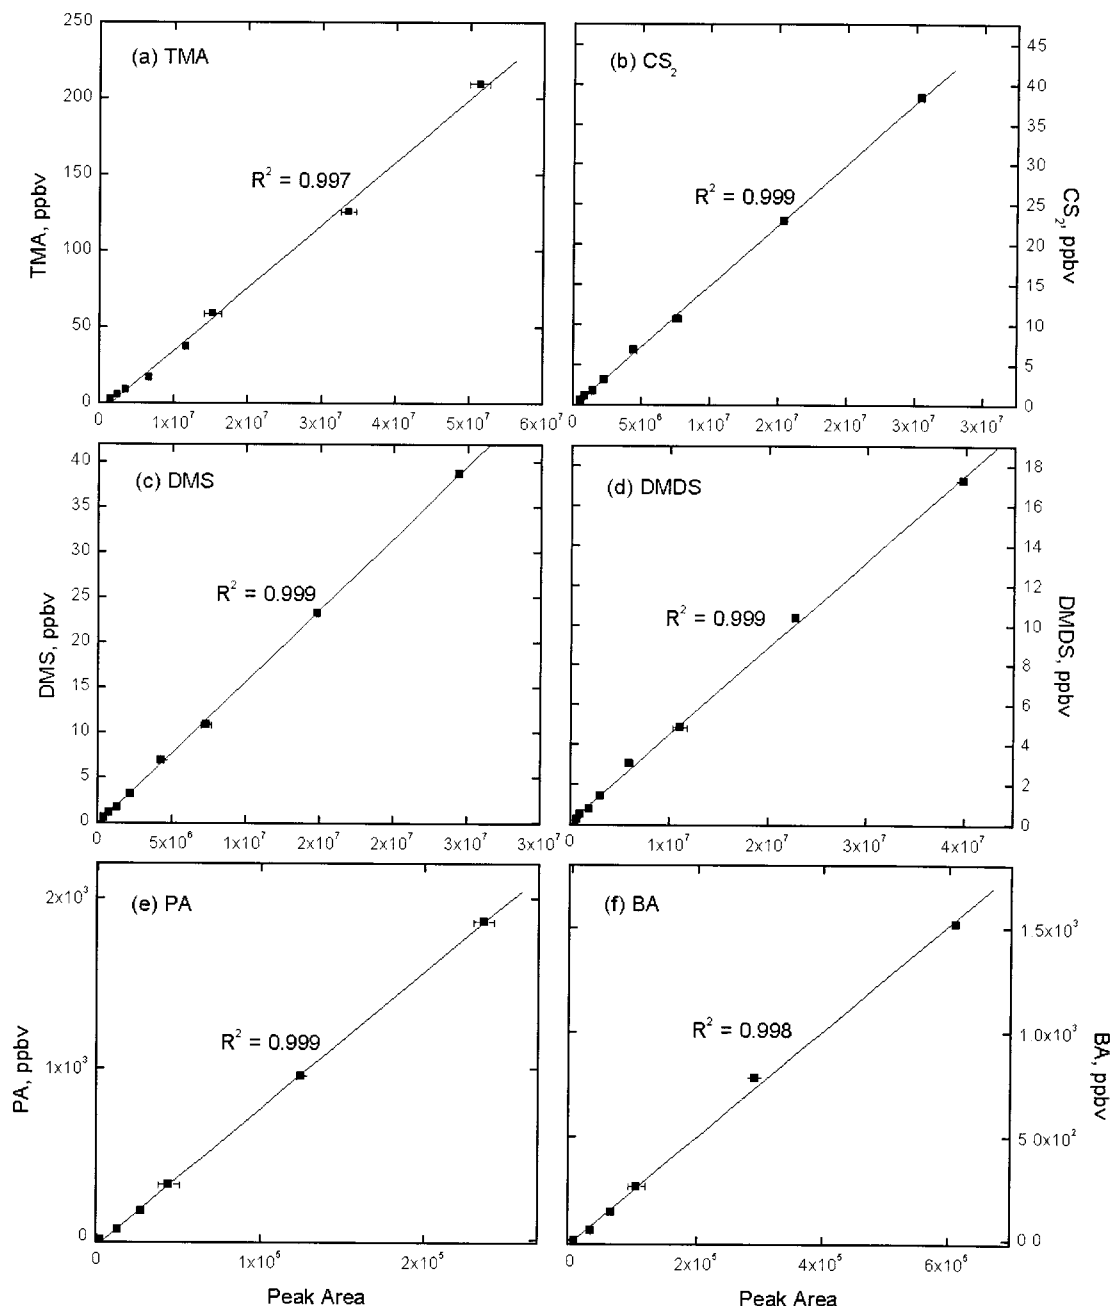 (a) TMA
R² = 0.997
TMA, ppbv
250
200
150
100
50
0
0
1x10⁷
2x10⁷
3x10⁷
4x10⁷
5x10⁷
6x10⁷
(b) CS₂
R² = 0.999
CS₂, ppbv
45
40
35
30
25
20
15
10
5
0
0
5x10⁶
1x10⁷
2x10⁷
2x10⁷
3x10⁷
3x10⁷
(c) DMS
R² = 0.999
DMS, ppbv
40
35
30
25
20
15
10
5
0
0
5x10⁶
1x10⁷
2x10⁷
2x10⁷
3x10⁷
3x10⁷
(d) DMDS
R² = 0.999
DMDS, ppbv
18
16
14
12
10
8
6
4
2
0
0
1x10⁷
2x10⁷
3x10⁷
4x10⁷
(e) PA
R² = 0.999
PA, ppbv
2x10³
1x10³
0
0
Peak Area
(f) BA
R² = 0.998
BA, ppbv
1.5x10³
1.0x10³
5 0x10²
0 0
0
Peak Area